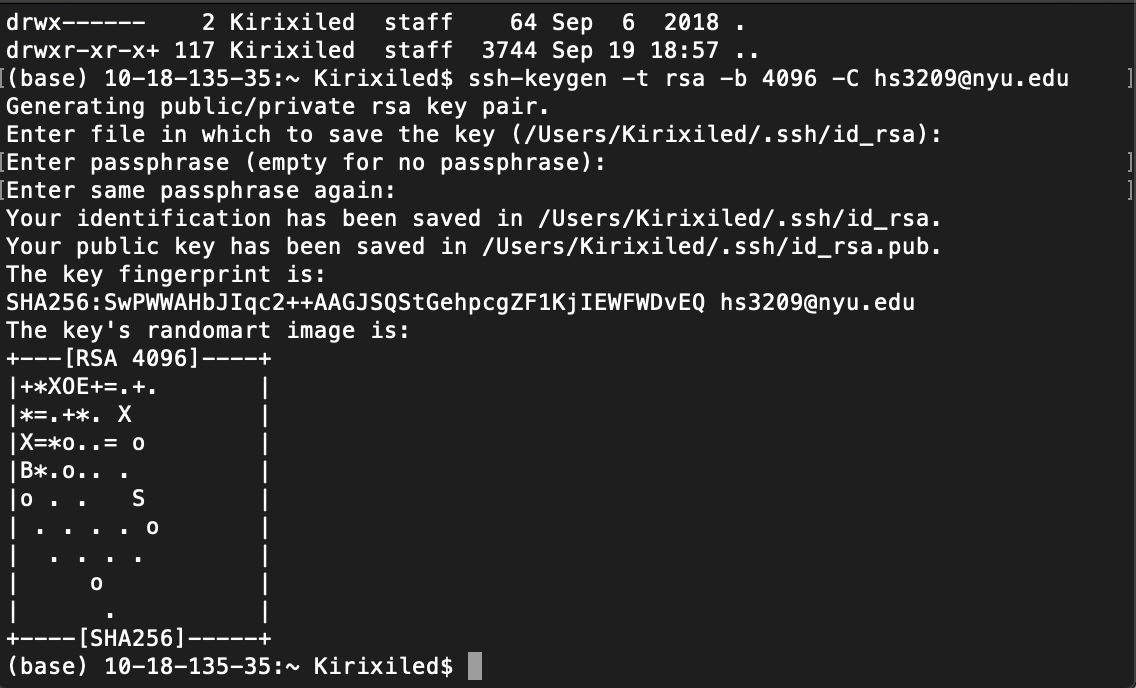 drwx------    2 Kirixiled  staff    64 Sep  6  2018 .
drwxr-xr-x+ 117 Kirixiled  staff  3744 Sep 19 18:57 ..
[(base) 10-18-135-35:~ Kirixiled$ ssh-keygen -t rsa -b 4096 -C hs3209@nyu.edu    ]
Generating public/private rsa key pair.
Enter file in which to save the key (/Users/Kirixiled/.ssh/id_rsa):
[Enter passphrase (empty for no passphrase):                                     ]
[Enter same passphrase again:                                                    ]
Your identification has been saved in /Users/Kirixiled/.ssh/id_rsa.
Your public key has been saved in /Users/Kirixiled/.ssh/id_rsa.pub.
The key fingerprint is:
SHA256:SwPWWAHbJIqc2++AAGJSQStGehpcgZF1KjIEWFWDvEQ hs3209@nyu.edu
The key's randomart image is:
+---[RSA 4096]----+
|+*XOE+=.+.       |
|*=.+*. X         |
|X=*o..= o        |
|B*.o.. .         |
|o . .   S        |
| . . . . o       |
|  . . . .        |
|     o           |
|      .          |
+----[SHA256]-----+
(base) 10-18-135-35:~ Kirixiled$